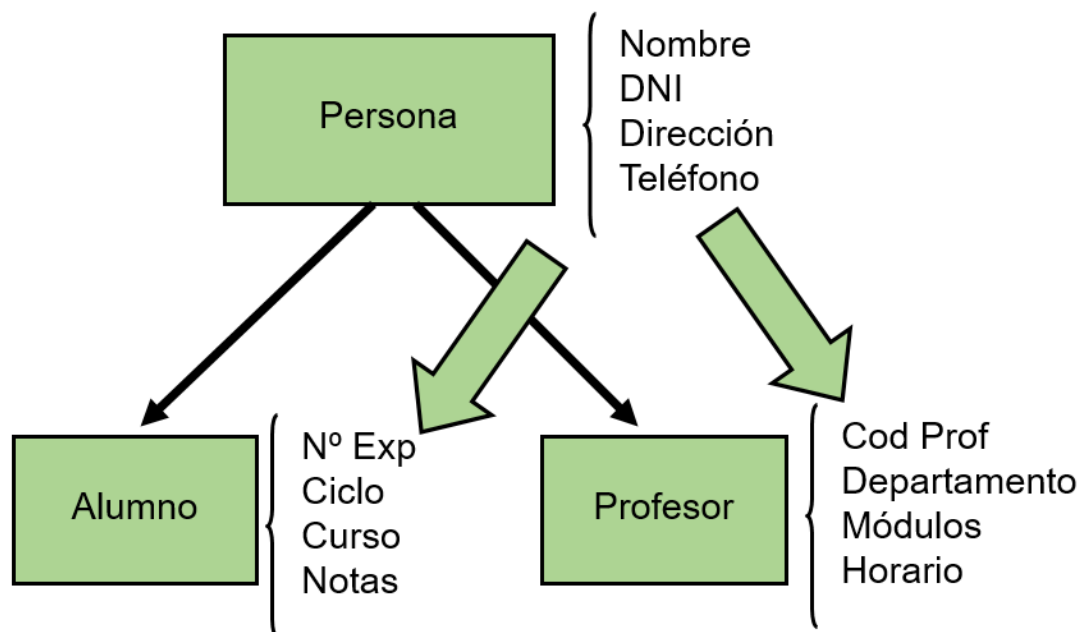 Persona
Nombre
DNI
Dirección
Teléfono
Alumno
Nº Exp
Ciclo
Curso
Notas
Profesor
Cod Prof
Departamento
Módulos
Horario